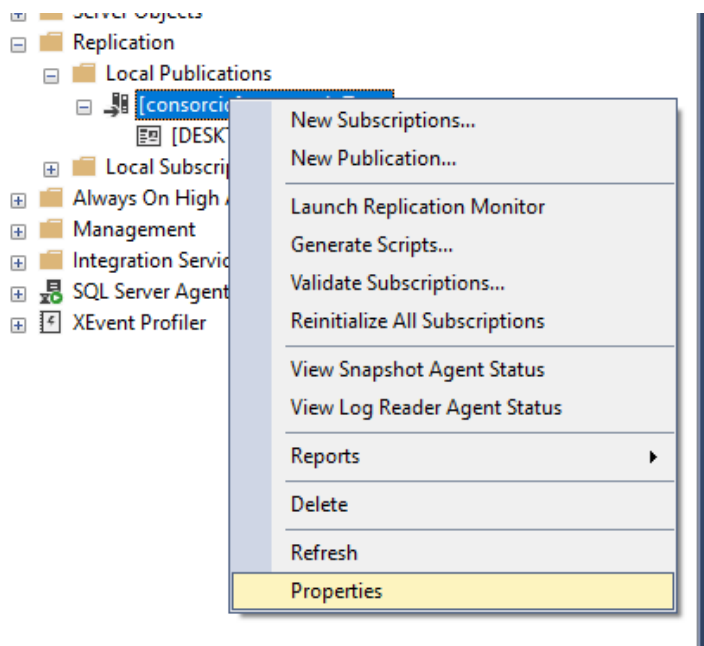 Replication
Local Publications
[consorcio
New Subscriptions...
[DESKT
New Publication...
Local Subscrip
Always On High
Launch Replication Monitor
Management
Generate Scripts...
Integration Servic
Validate Subscriptions...
SQL Server Agent
Reinitialize All Subscriptions
XEvent Profiler
View Snapshot Agent Status
View Log Reader Agent Status
Reports
Delete
Refresh
Properties